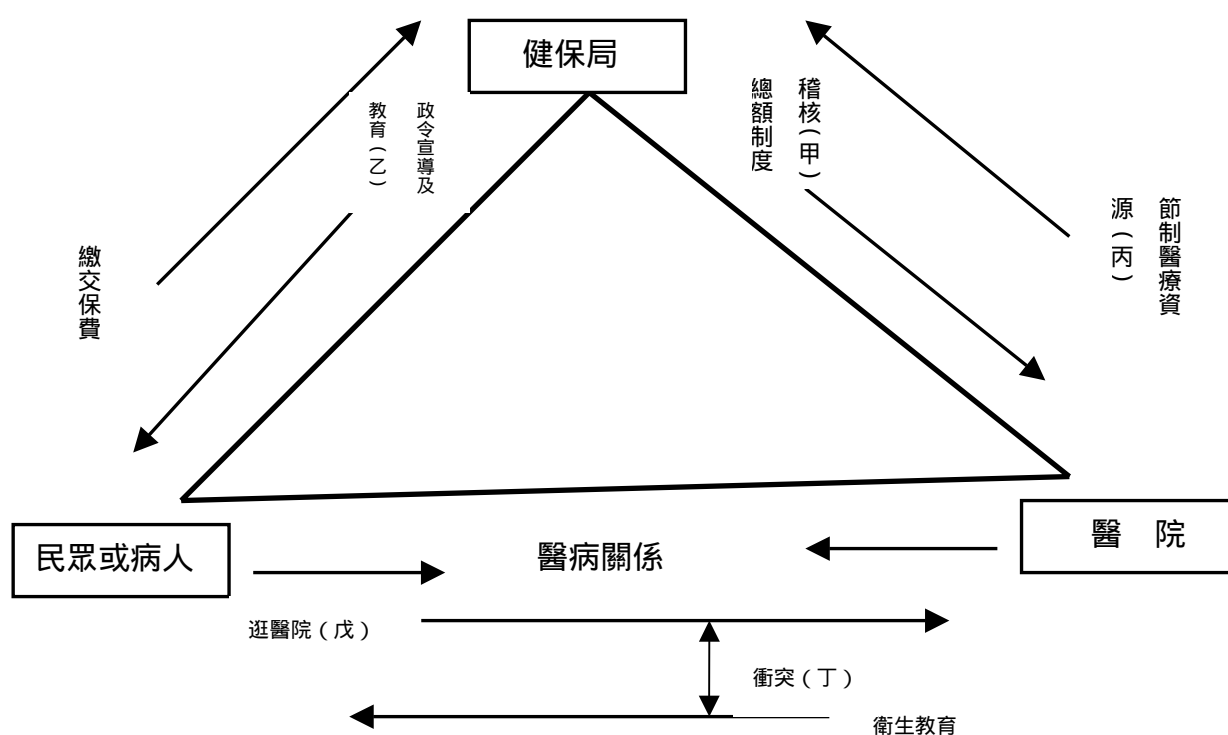 健保局
繳交保費
政令宣導及
教育（乙）
稽核(甲)
總額制度
節制醫療資
源（丙）
民眾或病人
醫病關係
醫　院
逛醫院（戊）
衝突（丁）
衛生教育